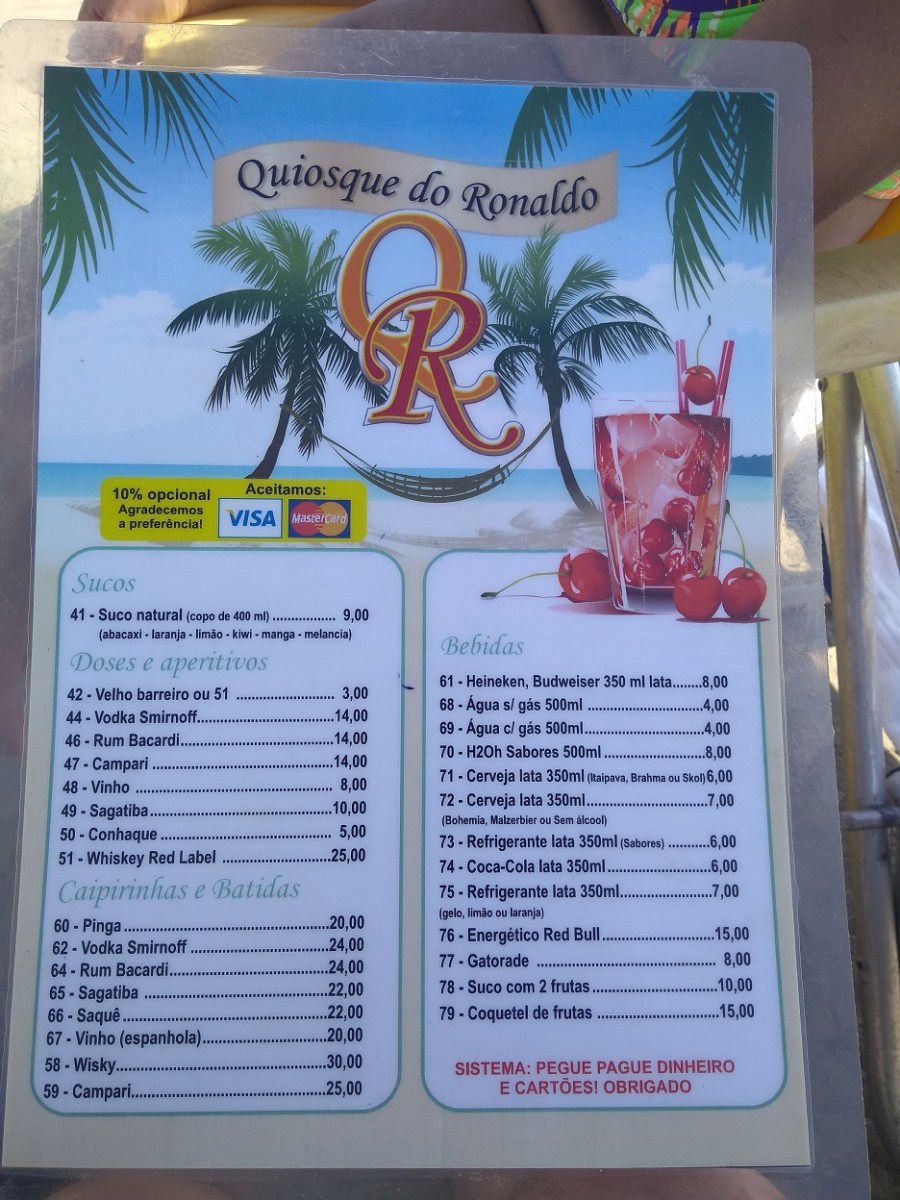 Quiosque do Ronaldo
QR
10% opcional
Agradecemos
a preferência!
Aceitamos:
VISA
MasterCard
Sucos
41 - Suco natural (copo de 400 ml) .................. 9,00
(abacaxi - laranja - limão - kiwi - manga - melancia)
Doses e aperitivos
42 - Velho barreiro ou 51 ......................... 3,00
44 - Vodka Smirnoff..................................14,00
46 - Rum Bacardi......................................14,00
47 - Campari .............................................14,00
48 - Vinho ................................................. 8,00
49 - Sagatiba.............................................10,00
50 - Conhaque .......................................... 5,00
51 - Whiskey Red Label ...........................25,00
Caipirinhas e Batidas
60 - Pinga..................................................20,00
62 - Vodka Smirnoff ..................................24,00
64 - Rum Bacardi.......................................24,00
65 - Sagatiba .............................................22,00
66 - Saquê..................................................22,00
67 - Vinho (espanhola)...............................20,00
58 - Wisky...................................................30,00
59 - Campari................................................25,00
Bebidas
61 - Heineken, Budweiser 350 ml lata.......8,00
68 - Água s/ gás 500ml ............................4,00
69 - Água c/ gás 500ml.............................4,00
70 - H2Oh Sabores 500ml .........................8,00
71 - Cerveja lata 350ml (Itaipava, Brahma ou Skol) 6,00
72 - Cerveja lata 350ml.............................7,00
(Bohemia, Malzerbier ou Sem álcool)
73 - Refrigerante lata 350ml (Sabores) ..........6,00
74 - Coca-Cola lata 350ml.........................6,00
75 - Refrigerante lata 350ml......................7,00
(gelo, limão ou laranja)
76 - Energético Red Bull...........................15,00
77 - Gatorade ........................................... 8,00
78 - Suco com 2 frutas..............................10,00
79 - Coquetel de frutas .............................15,00
SISTEMA: PEGUE PAGUE DINHEIRO
E CARTÕES! OBRIGADO